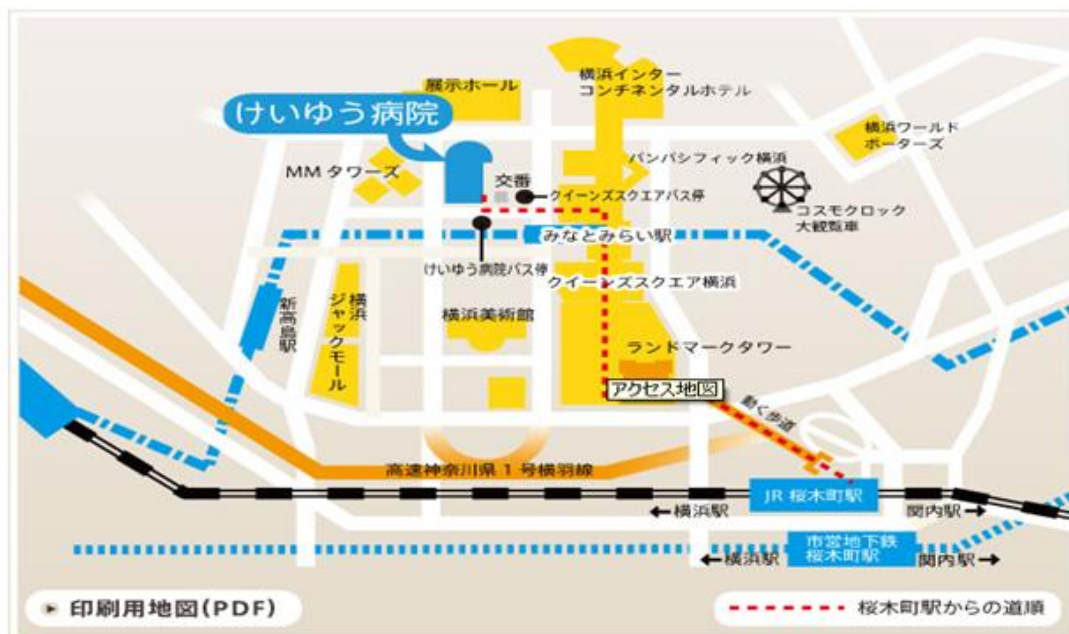 展示ホール
横浜インター
コンチネンタルホテル
けいゆう病院
横浜ワールド
ポーターズ
MMタワーズ
パンパシフィック横浜
交番
クイーンズスクエアバス停
コスモクロック
大観覧車
みなとみらい駅
けいゆう病院バス停
クイーンズスクエア横浜
新高島駅
横浜
ジャックモール
横浜美術館
ランドマークタワー
アクセス地図
動く歩道
高速神奈川県1号横羽線
JR 桜木町駅
←横浜駅
関内駅→
市営地下鉄
桜木町駅
←横浜駅
関内駅→
印刷用地図(PDF)
桜木町駅からの道順